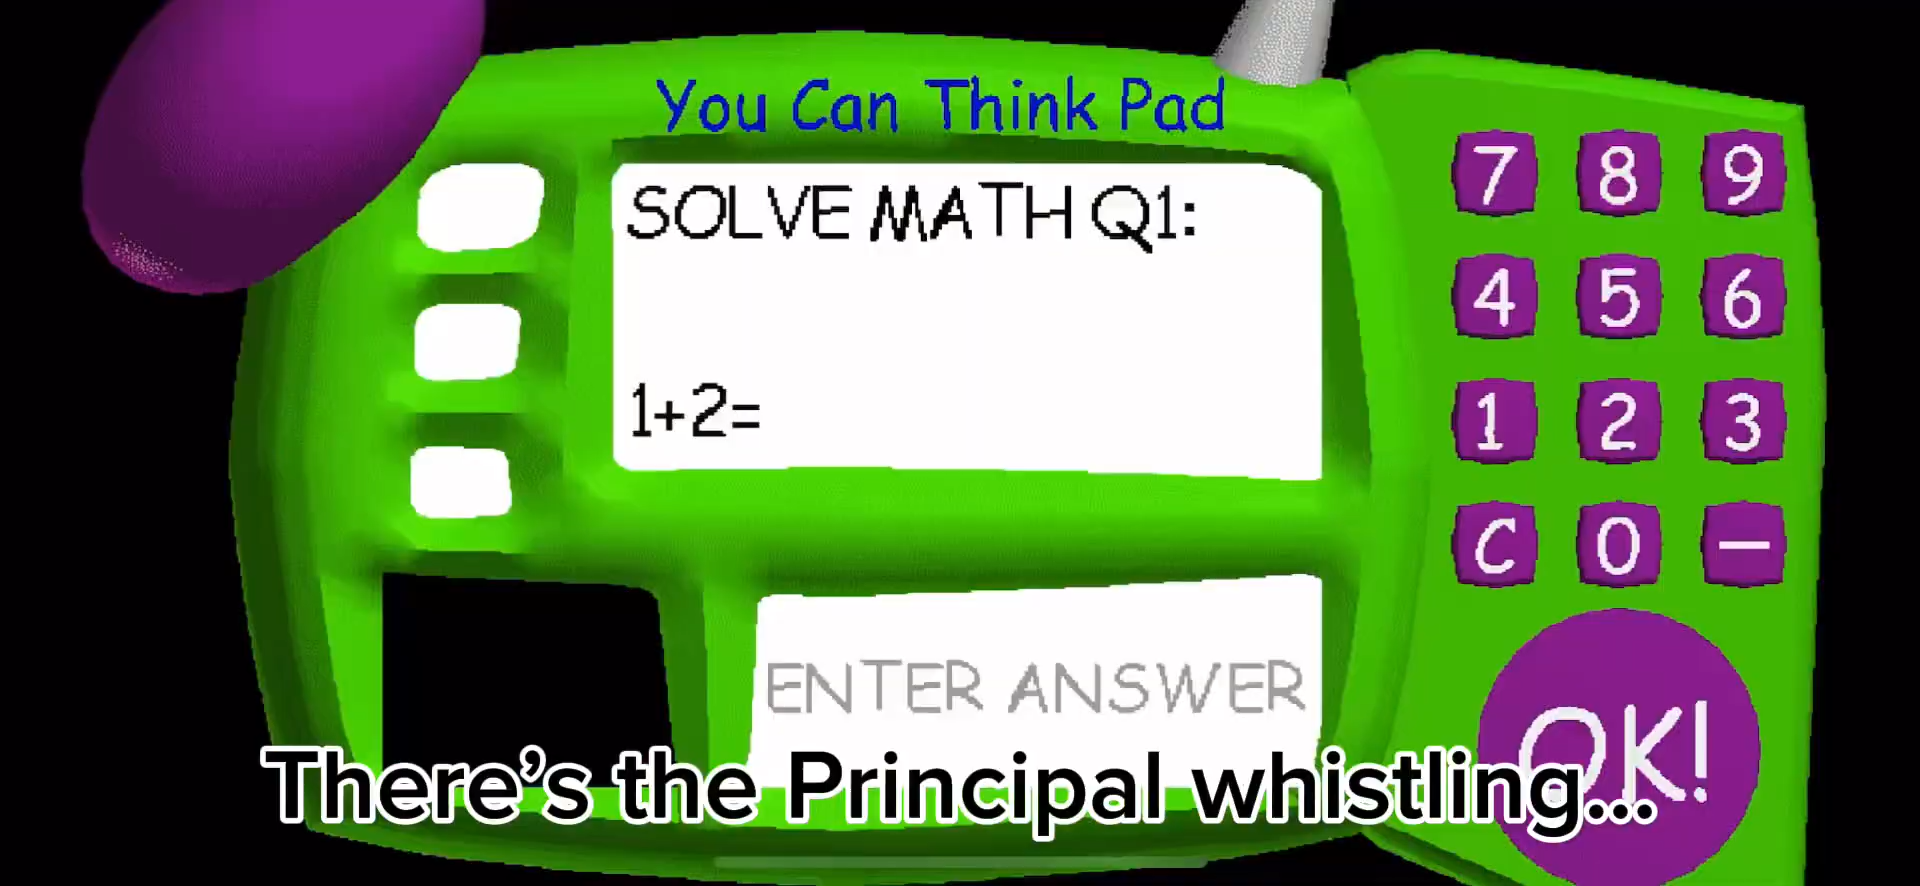 You Can Think Pad
SOLVE MATH Q1:
1+2=
ENTER ANSWER
7 8 9
4 5 6
1 2 3
C 0 −
OK!
There’s the Principal whistling...